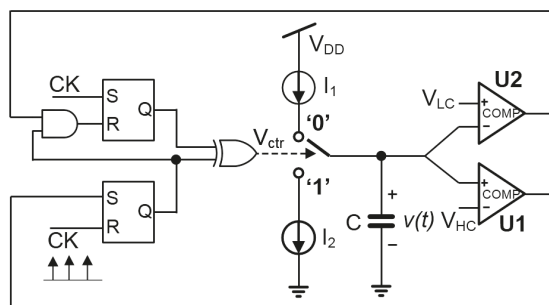 V_DD
U2
CK
S
Q
R
I_1
V_LC
+
COMP
−
'0'
V_ctr
'1'
+
COMP
−
S
Q
R
CK
I_2
C
+
v(t)
−
V_HC
U1